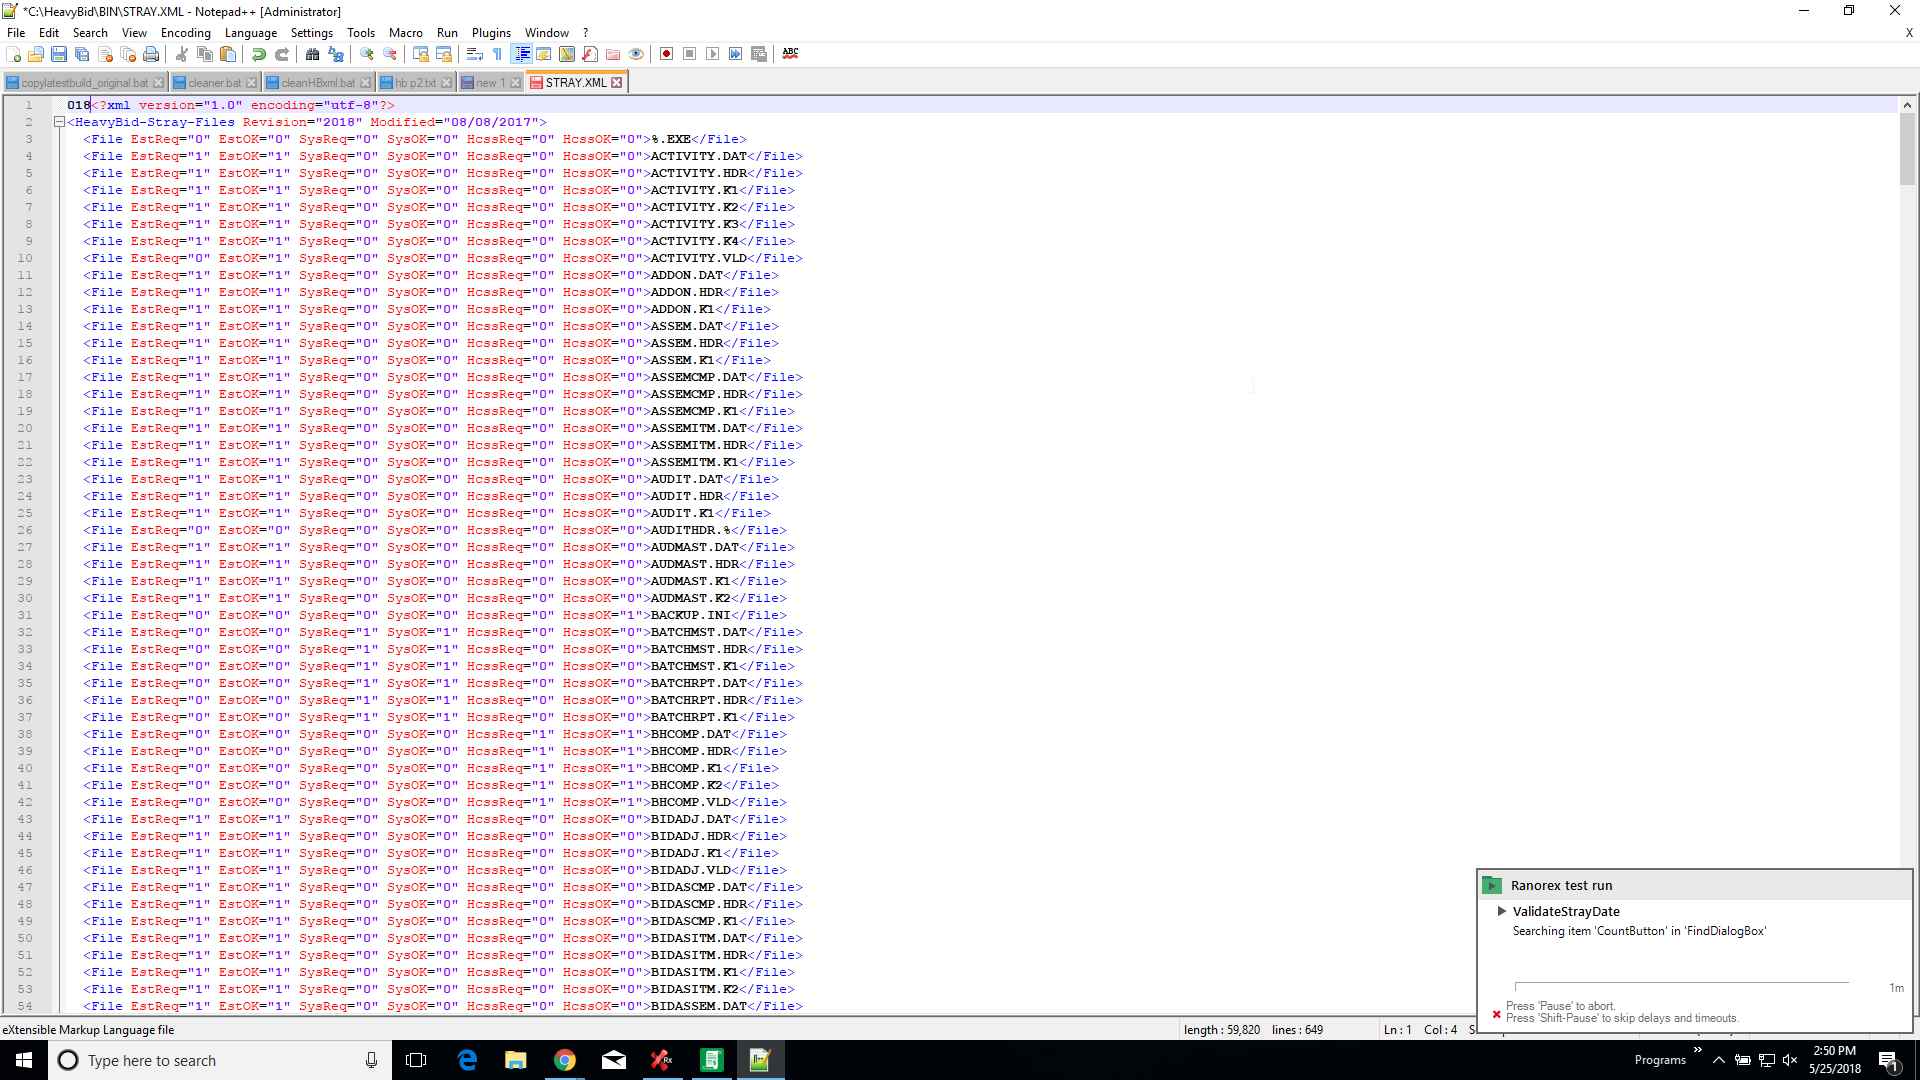 *C:\HeavyBid\BIN\STRAY.XML - Notepad++ [Administrator]
File Edit Search View Encoding Language Settings Tools Macro Run Plugins Window ? X
copylatestbuild_original.bat cleaner.bat cleanHBxml.bat hb p2.txt new 1 STRAY.XML
1 018<?xml version="1.0" encoding="utf-8"?>
2 <HeavyBid-Stray-Files Revision="2018" Modified="08/08/2017">
3 <File EstReq="0" EstOK="0" SysReq="0" SysOK="0" HcssReq="0" HcssOK="0">%.EXE</File>
4 <File EstReq="1" EstOK="1" SysReq="0" SysOK="0" HcssReq="0" HcssOK="0">ACTIVITY.DAT</File>
5 <File EstReq="1" EstOK="1" SysReq="0" SysOK="0" HcssReq="0" HcssOK="0">ACTIVITY.HDR</File>
6 <File EstReq="1" EstOK="1" SysReq="0" SysOK="0" HcssReq="0" HcssOK="0">ACTIVITY.K1</File>
7 <File EstReq="1" EstOK="1" SysReq="0" SysOK="0" HcssReq="0" HcssOK="0">ACTIVITY.K2</File>
8 <File EstReq="1" EstOK="1" SysReq="0" SysOK="0" HcssReq="0" HcssOK="0">ACTIVITY.K3</File>
9 <File EstReq="1" EstOK="1" SysReq="0" SysOK="0" HcssReq="0" HcssOK="0">ACTIVITY.K4</File>
10 <File EstReq="1" EstOK="1" SysReq="0" SysOK="0" HcssReq="0" HcssOK="0">ACTIVITY.VLD</File>
11 <File EstReq="1" EstOK="1" SysReq="0" SysOK="0" HcssReq="0" HcssOK="0">ADDON.DAT</File>
12 <File EstReq="1" EstOK="1" SysReq="0" SysOK="0" HcssReq="0" HcssOK="0">ADDON.HDR</File>
13 <File EstReq="1" EstOK="1" SysReq="0" SysOK="0" HcssReq="0" HcssOK="0">ADDON.K1</File>
14 <File EstReq="1" EstOK="1" SysReq="0" SysOK="0" HcssReq="0" HcssOK="0">ASSEM.DAT</File>
15 <File EstReq="1" EstOK="1" SysReq="0" SysOK="0" HcssReq="0" HcssOK="0">ASSEM.HDR</File>
16 <File EstReq="1" EstOK="1" SysReq="0" SysOK="0" HcssReq="0" HcssOK="0">ASSEM.K1</File>
17 <File EstReq="1" EstOK="1" SysReq="0" SysOK="0" HcssReq="0" HcssOK="0">ASSEMCMP.DAT</File>
18 <File EstReq="1" EstOK="1" SysReq="0" SysOK="0" HcssReq="0" HcssOK="0">ASSEMCMP.HDR</File>
19 <File EstReq="1" EstOK="1" SysReq="0" SysOK="0" HcssReq="0" HcssOK="0">ASSEMCMP.K1</File>
20 <File EstReq="1" EstOK="1" SysReq="0" SysOK="0" HcssReq="0" HcssOK="0">ASSEMITM.DAT</File>
21 <File EstReq="1" EstOK="1" SysReq="0" SysOK="0" HcssReq="0" HcssOK="0">ASSEMITM.HDR</File>
22 <File EstReq="1" EstOK="1" SysReq="0" SysOK="0" HcssReq="0" HcssOK="0">ASSEMITM.K1</File>
23 <File EstReq="1" EstOK="1" SysReq="0" SysOK="0" HcssReq="0" HcssOK="0">AUDIT.DAT</File>
24 <File EstReq="1" EstOK="1" SysReq="0" SysOK="0" HcssReq="0" HcssOK="0">AUDIT.HDR</File>
25 <File EstReq="1" EstOK="1" SysReq="0" SysOK="0" HcssReq="0" HcssOK="0">AUDIT.K1</File>
26 <File EstReq="0" EstOK="0" SysReq="0" SysOK="0" HcssReq="0" HcssOK="0">AUDITHDR.%</File>
27 <File EstReq="1" EstOK="1" SysReq="0" SysOK="0" HcssReq="0" HcssOK="0">AUDMAST.DAT</File>
28 <File EstReq="1" EstOK="1" SysReq="0" SysOK="0" HcssReq="0" HcssOK="0">AUDMAST.HDR</File>
29 <File EstReq="1" EstOK="1" SysReq="0" SysOK="0" HcssReq="0" HcssOK="0">AUDMAST.K1</File>
30 <File EstReq="1" EstOK="1" SysReq="0" SysOK="0" HcssReq="0" HcssOK="0">AUDMAST.K2</File>
31 <File EstReq="0" EstOK="0" SysReq="0" SysOK="0" HcssReq="0" HcssOK="1">BACKUP.INI</File>
32 <File EstReq="0" EstOK="0" SysReq="1" SysOK="1" HcssReq="0" HcssOK="0">BATCHMST.DAT</File>
33 <File EstReq="0" EstOK="0" SysReq="1" SysOK="1" HcssReq="0" HcssOK="0">BATCHMST.HDR</File>
34 <File EstReq="0" EstOK="0" SysReq="1" SysOK="1" HcssReq="0" HcssOK="0">BATCHMST.K1</File>
35 <File EstReq="0" EstOK="0" SysReq="1" SysOK="1" HcssReq="0" HcssOK="0">BATCHRPT.DAT</File>
36 <File EstReq="0" EstOK="0" SysReq="1" SysOK="1" HcssReq="0" HcssOK="0">BATCHRPT.HDR</File>
37 <File EstReq="0" EstOK="0" SysReq="1" SysOK="1" HcssReq="0" HcssOK="0">BATCHRPT.K1</File>
38 <File EstReq="0" EstOK="0" SysReq="0" SysOK="0" HcssReq="1" HcssOK="1">BHCOMP.DAT</File>
39 <File EstReq="0" EstOK="0" SysReq="0" SysOK="0" HcssReq="1" HcssOK="1">BHCOMP.HDR</File>
40 <File EstReq="0" EstOK="0" SysReq="0" SysOK="0" HcssReq="1" HcssOK="1">BHCOMP.K1</File>
41 <File EstReq="0" EstOK="0" SysReq="0" SysOK="0" HcssReq="1" HcssOK="1">BHCOMP.K2</File>
42 <File EstReq="0" EstOK="0" SysReq="0" SysOK="0" HcssReq="1" HcssOK="1">BHCOMP.VLD</File>
43 <File EstReq="1" EstOK="1" SysReq="0" SysOK="0" HcssReq="0" HcssOK="0">BIDADJ.DAT</File>
44 <File EstReq="1" EstOK="1" SysReq="0" SysOK="0" HcssReq="0" HcssOK="0">BIDADJ.HDR</File>
45 <File EstReq="1" EstOK="1" SysReq="0" SysOK="0" HcssReq="0" HcssOK="0">BIDADJ.K1</File>
46 <File EstReq="1" EstOK="1" SysReq="0" SysOK="0" HcssReq="0" HcssOK="0">BIDADJ.VLD</File>
47 <File EstReq="1" EstOK="1" SysReq="0" SysOK="0" HcssReq="0" HcssOK="0">BIDASCMP.DAT</File>
48 <File EstReq="1" EstOK="1" SysReq="0" SysOK="0" HcssReq="0" HcssOK="0">BIDASCMP.HDR</File>
49 <File EstReq="1" EstOK="1" SysReq="0" SysOK="0" HcssReq="0" HcssOK="0">BIDASCMP.K1</File>
50 <File EstReq="1" EstOK="1" SysReq="0" SysOK="0" HcssReq="0" HcssOK="0">BIDASITM.DAT</File>
51 <File EstReq="1" EstOK="1" SysReq="0" SysOK="0" HcssReq="0" HcssOK="0">BIDASITM.HDR</File>
52 <File EstReq="1" EstOK="1" SysReq="0" SysOK="0" HcssReq="0" HcssOK="0">BIDASITM.K1</File>
53 <File EstReq="1" EstOK="1" SysReq="0" SysOK="0" HcssReq="0" HcssOK="0">BIDASITM.K2</File>
54 <File EstReq="1" EstOK="1" SysReq="0" SysOK="0" HcssReq="0" HcssOK="0">BIDASSEM.DAT</File>
Ranorex test run
ValidateStrayDate
Searching item 'CountButton' in 'FindDialogBox'
1m
Press 'Pause' to abort.
Press 'Shift-Pause' to skip delays and timeouts.
eXtensible Markup Language file length : 59,820 lines : 649 Ln : 1 Col : 4
Type here to search
Programs
2:50 PM
5/25/2018
1